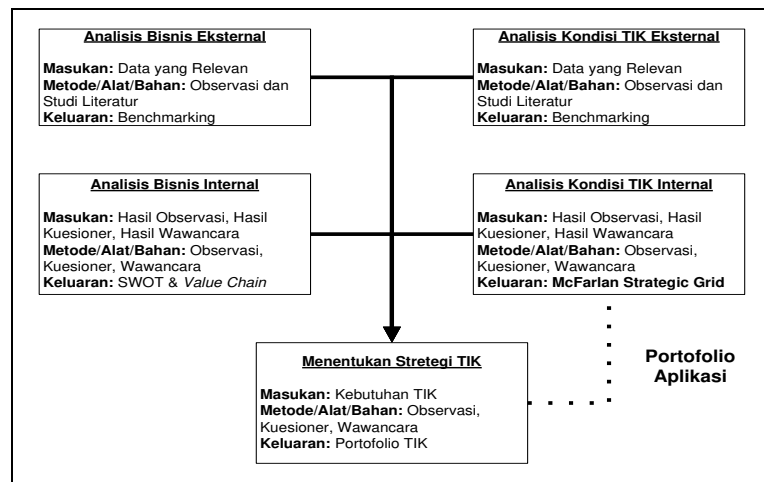 Analisis Bisnis Eksternal
Masukan: Data yang Relevan
Metode/Alat/Bahan: Observasi dan
Studi Literatur
Keluaran: Benchmarking
Analisis Kondisi TIK Eksternal
Masukan: Data yang Relevan
Metode/Alat/Bahan: Observasi dan
Studi Literatur
Keluaran: Benchmarking
Analisis Bisnis Internal
Masukan: Hasil Observasi, Hasil
Kuesioner, Hasil Wawancara
Metode/Alat/Bahan: Observasi,
Kuesioner, Wawancara
Keluaran: SWOT & Value Chain
Analisis Kondisi TIK Internal
Masukan: Hasil Observasi, Hasil
Kuesioner, Hasil Wawancara
Metode/Alat/Bahan: Observasi,
Kuesioner, Wawancara
Keluaran: McFarlan Strategic Grid
Menentukan Stretegi TIK
Masukan: Kebutuhan TIK
Metode/Alat/Bahan: Observasi,
Kuesioner, Wawancara
Keluaran: Portofolio TIK
Portofolio
Aplikasi